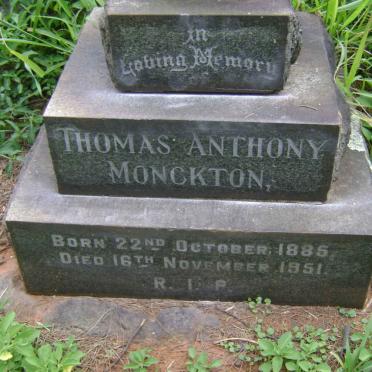 in
Loving Memory
THOMAS ANTHONY
MONCKTON,
BORN 22ND OCTOBER, 1885,
DIED 16TH NOVEMBER 1951.
R. I. P.